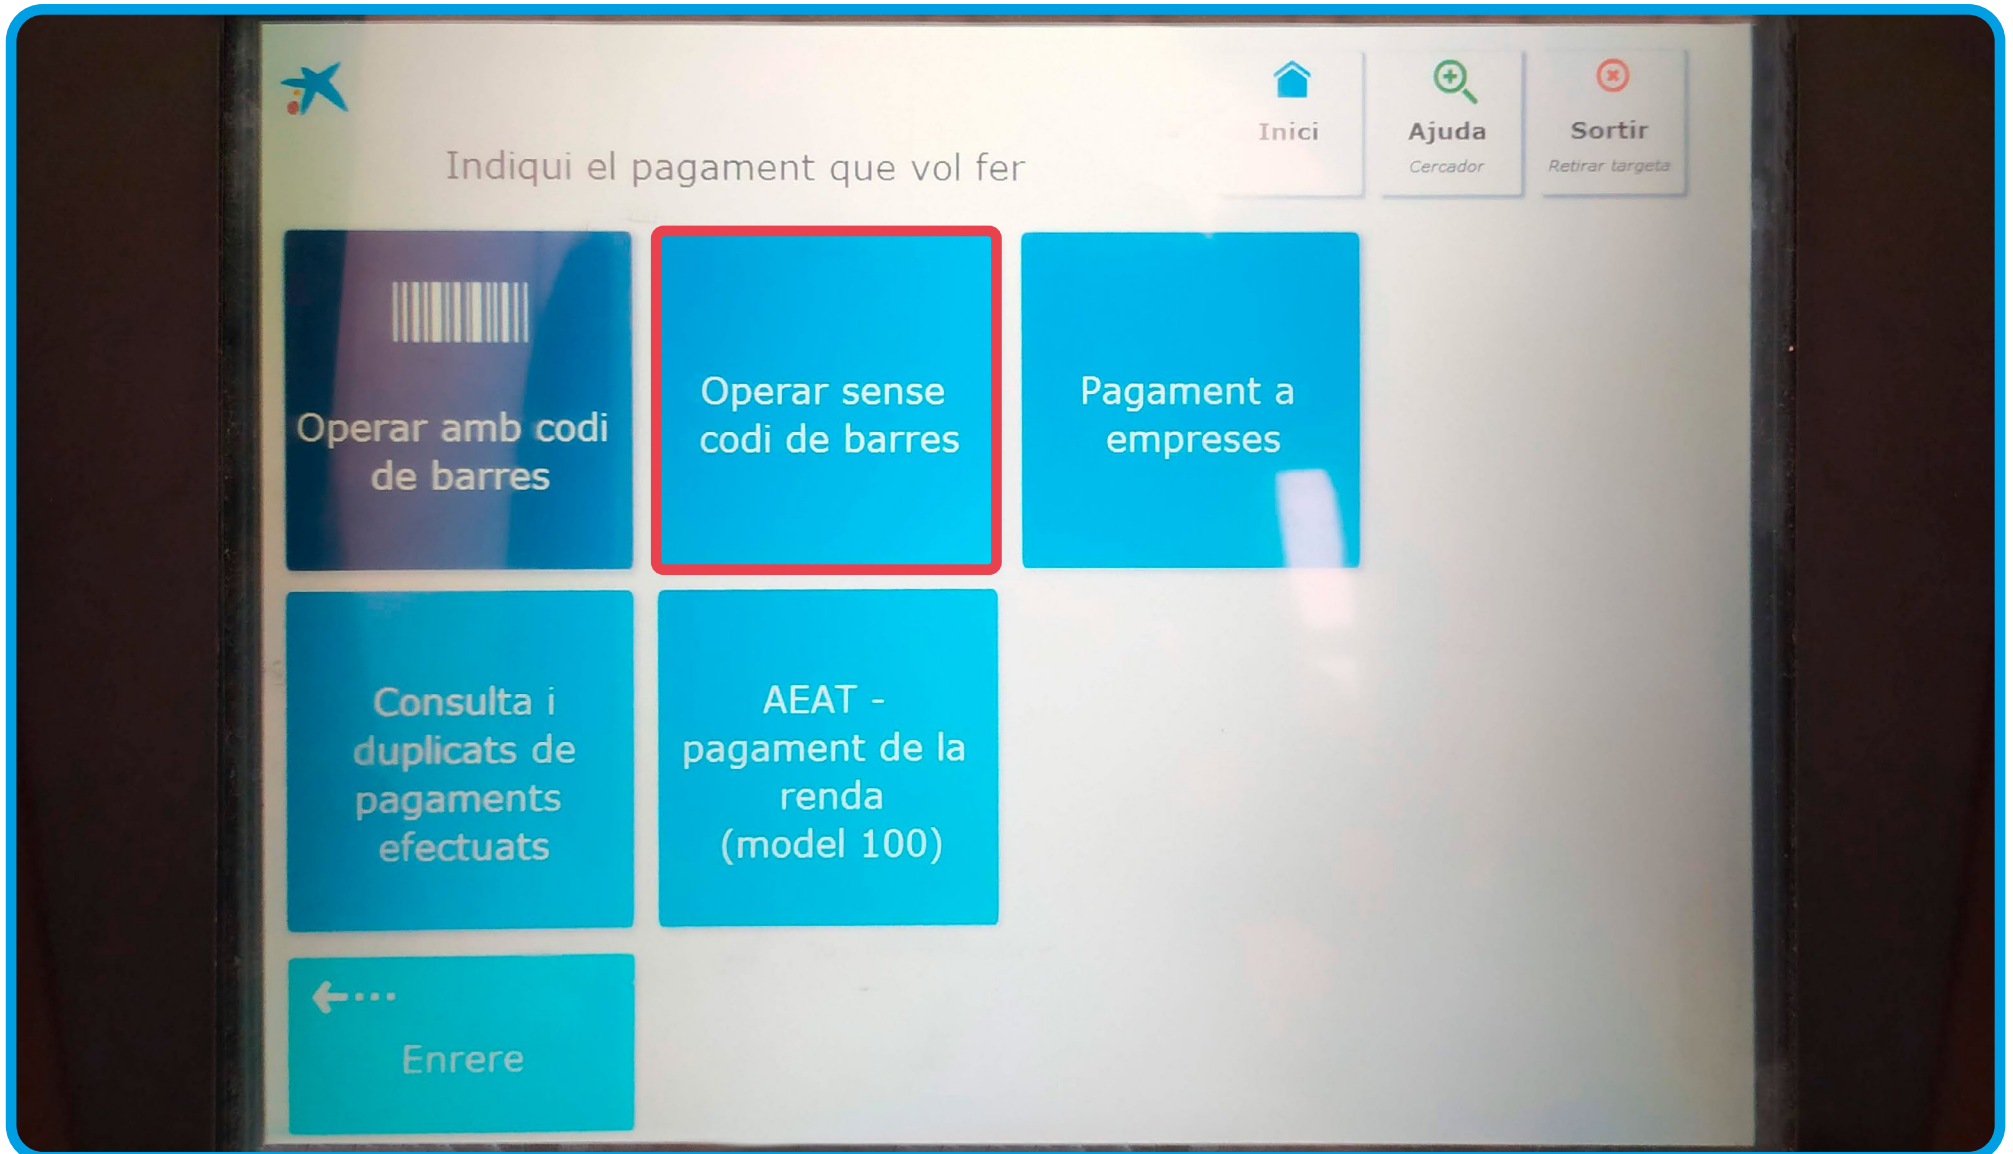 Inici
Ajuda
Cercador
Sortir
Retirar targeta
Indiqui el pagament que vol fer
Operar amb codi
de barres
Operar sense
codi de barres
Pagament a
empreses
Consulta i
duplicats de
pagaments
efectuats
AEAT -
pagament de la
renda
(model 100)
Enrere